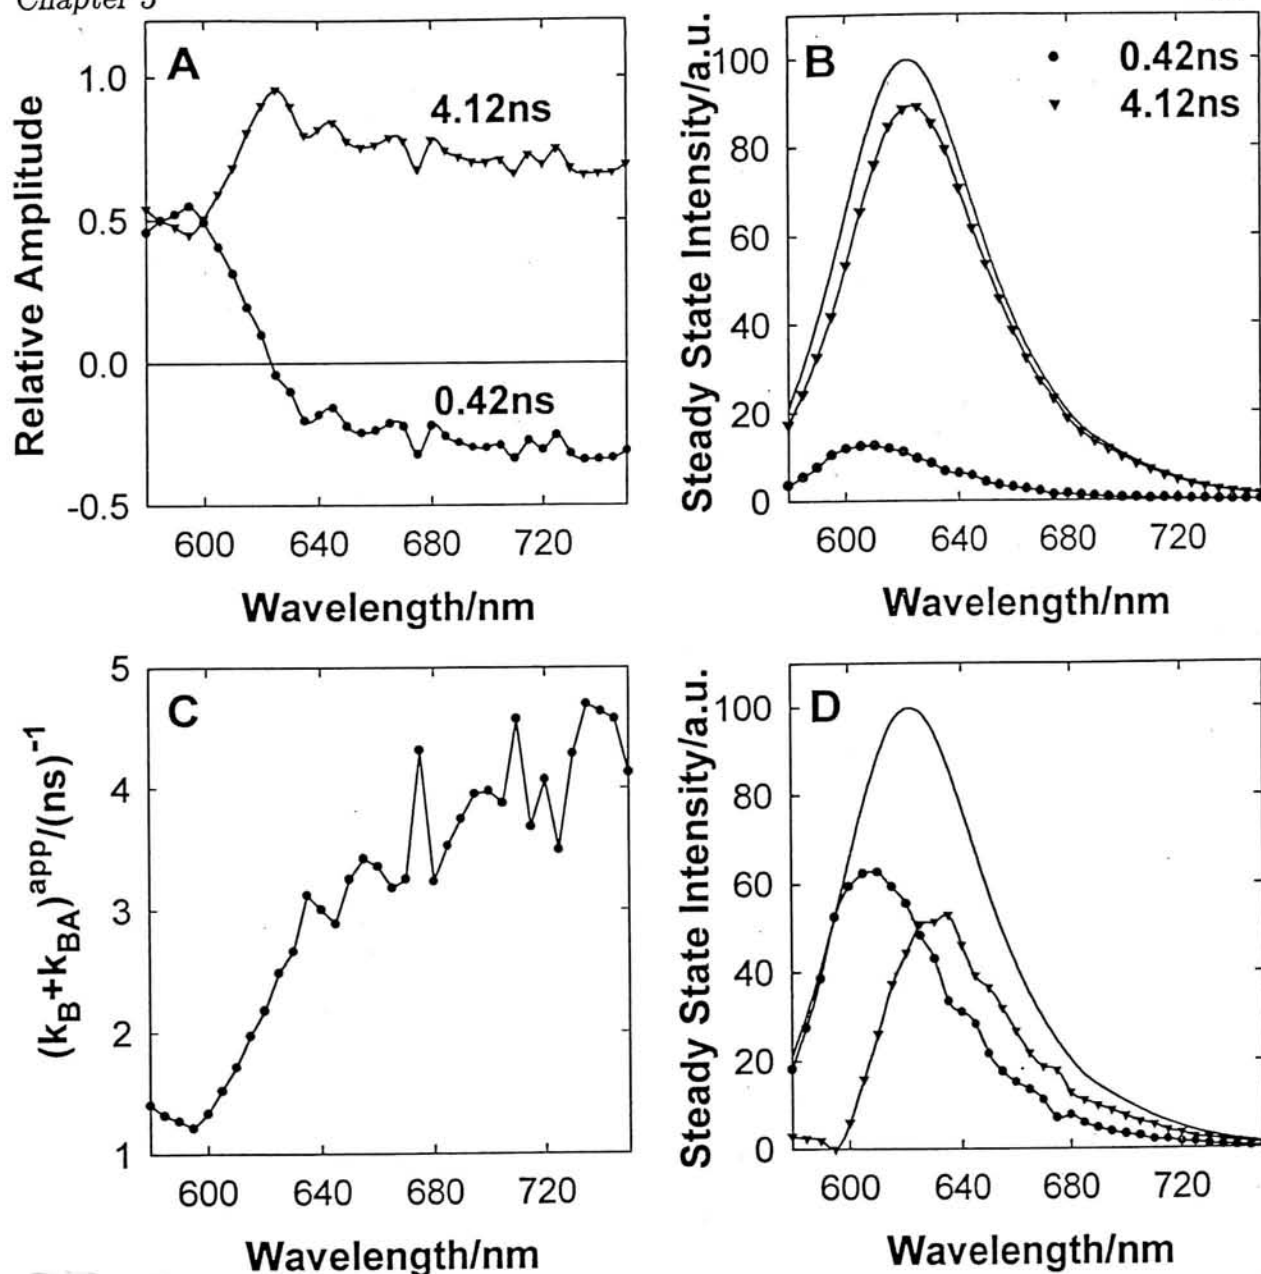 Chapter 5
A
1.0
0.5
0.0
-0.5
4.12ns
0.42ns
600 640 680 720
Relative Amplitude
Wavelength/nm
B
0.42ns
4.12ns
100
80
60
40
20
0
600 640 680 720
Steady State Intensity/a.u.
Wavelength/nm
C
5
4
3
2
1
600 640 680 720
(k_B+k_BA)^app/(ns)^-1
Wavelength/nm
D
100
80
60
40
20
0
600 640 680 720
Steady State Intensity/a.u.
Wavelength/nm